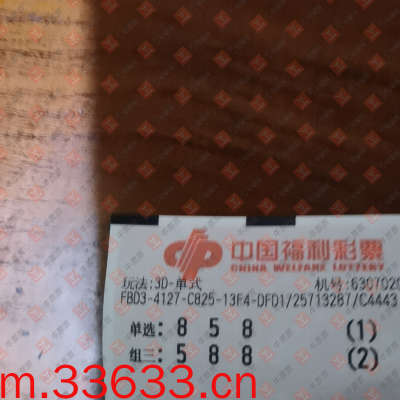 中国福利彩票
CHINA WELFARE LOTTERY
玩法:3D-单式 机号:6307020
FBD3-4127-C825-13F4-DFD1/25713287/C4443
单选: 8 5 8 (1)
组三: 5 8 8 (2)
m.33633.cn